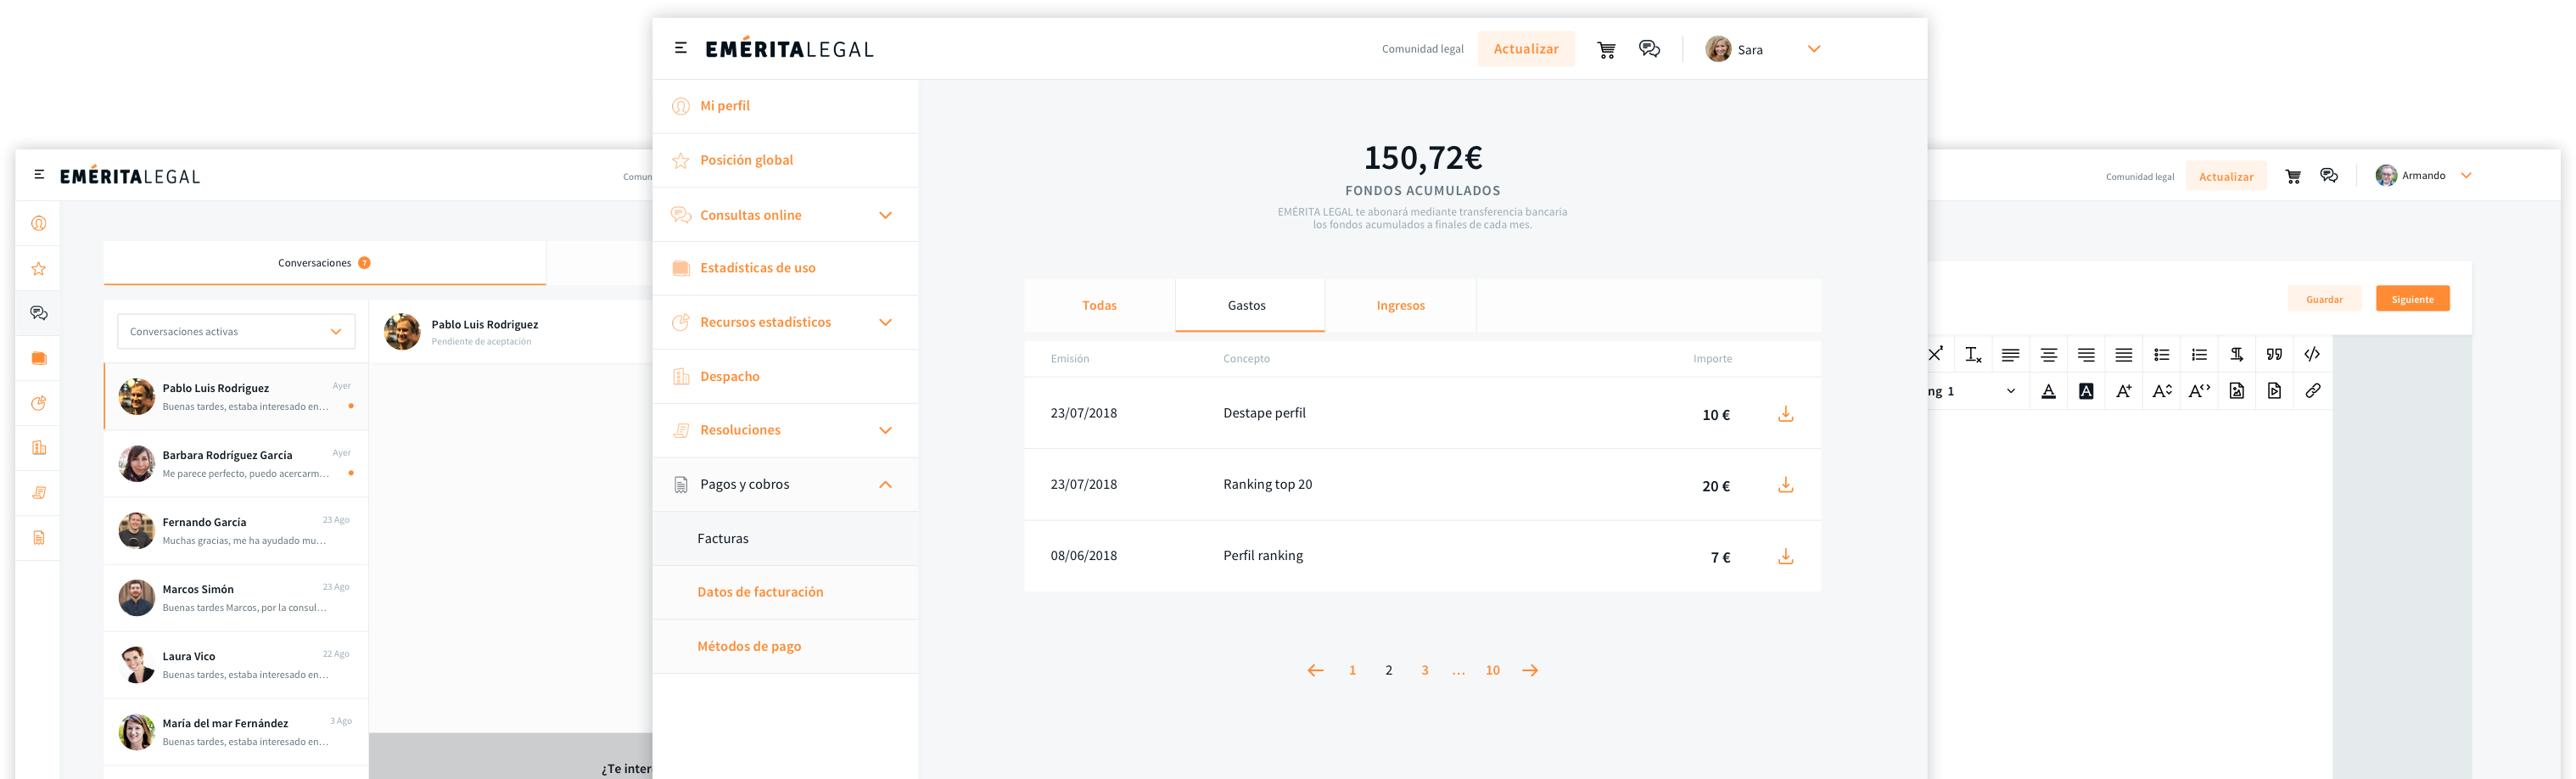 EMÉRITALEGAL
Comun
Conversaciones 7
Conversaciones activas
Pablo Luis Rodriguez
Pendiente de aceptación
Pablo Luis Rodriguez Ayer
Buenas tardes, estaba interesado en…
Barbara Rodríguez García Ayer
Me parece perfecto, puedo acercarm…
Fernando García 23 Ago
Muchas gracias, me ha ayudado mu…
Marcos Simón 23 Ago
Buenas tardes Marcos, por la consul…
Laura Vico 22 Ago
Buenas tardes, estaba interesado en…
María del mar Fernández 3 Ago
Buenas tardes, estaba interesado en…
¿Te inter
EMÉRITALEGAL
Comunidad legal Actualizar Sara
Mi perfil
Posición global
Consultas online
Estadísticas de uso
Recursos estadísticos
Despacho
Resoluciones
Pagos y cobros
Facturas
Datos de facturación
Métodos de pago
150,72€
FONDOS ACUMULADOS
EMÉRITA LEGAL te abonará mediante transferencia bancaria
los fondos acumulados a finales de cada mes.
Todas Gastos Ingresos
Emisión Concepto Importe
23/07/2018 Destape perfil 10 €
23/07/2018 Ranking top 20 20 €
08/06/2018 Perfil ranking 7 €
1 2 3 … 10
Comunidad legal Actualizar Armando
Guardar Siguiente
ng 1